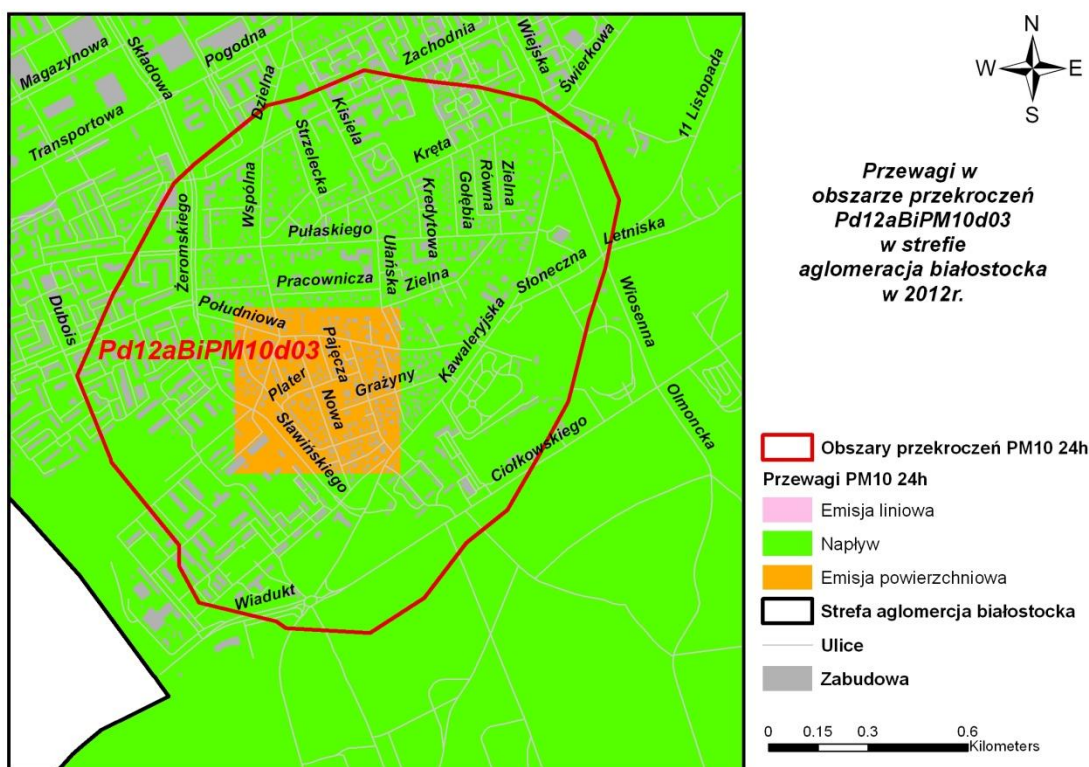 Magazynowa
Składowa
Pogodna
Zachodnia
Wiejska
Świerkowa
Transportowa
Dzielna
Strzelecka
Kisiela
Kręta
11 Listopada
Wspólna
Kredytowa
Gołębia
Równa
Zielna
Żeromskiego
Pułaskiego
Ułańska
Letniska
Pracownicza
Zielna
Słoneczna
Dubois
Południowa
Wiosenna
Pd12aBiPM10d03
Pajęcza
Kawaleryjska
Plater
Nowa
Grażyny
Olmoncka
Sławińskiego
Ciołkowskiego
Wiadukt
N
W
E
S
Przewagi w
obszarze przekroczeń
Pd12aBiPM10d03
w strefie
aglomeracja białostocka
w 2012r.
Obszary przekroczeń PM10 24h
Przewagi PM10 24h
Emisja liniowa
Napływ
Emisja powierzchniowa
Strefa aglomercja białostocka
Ulice
Zabudowa
0 0.15 0.3 0.6
Kilometers